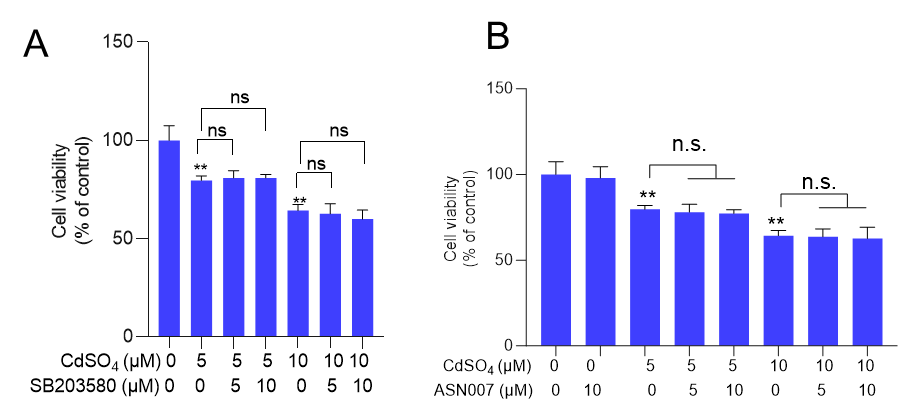 A
150
100
50
0
Cell viability
(% of control)
ns
ns
ns
ns
**
**
CdSO4 (μM) 0 5 5 5 10 10 10
SB203580 (μM) 0 0 5 10 0 5 10
B
150
100
50
0
Cell viability
(% of control)
n.s.
n.s.
**
**
CdSO4 (μM) 0 0 5 5 5 10 10 10
ASN007 (μM) 0 10 0 5 10 0 5 10